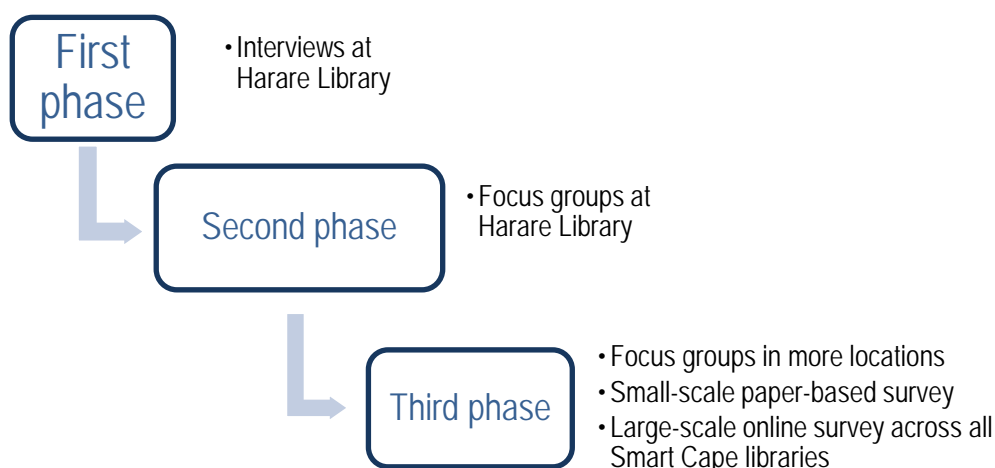 First
phase
• Interviews at
Harare Library
Second phase
• Focus groups at
Harare Library
Third phase
• Focus groups in more locations
• Small-scale paper-based survey
• Large-scale online survey across all
Smart Cape libraries